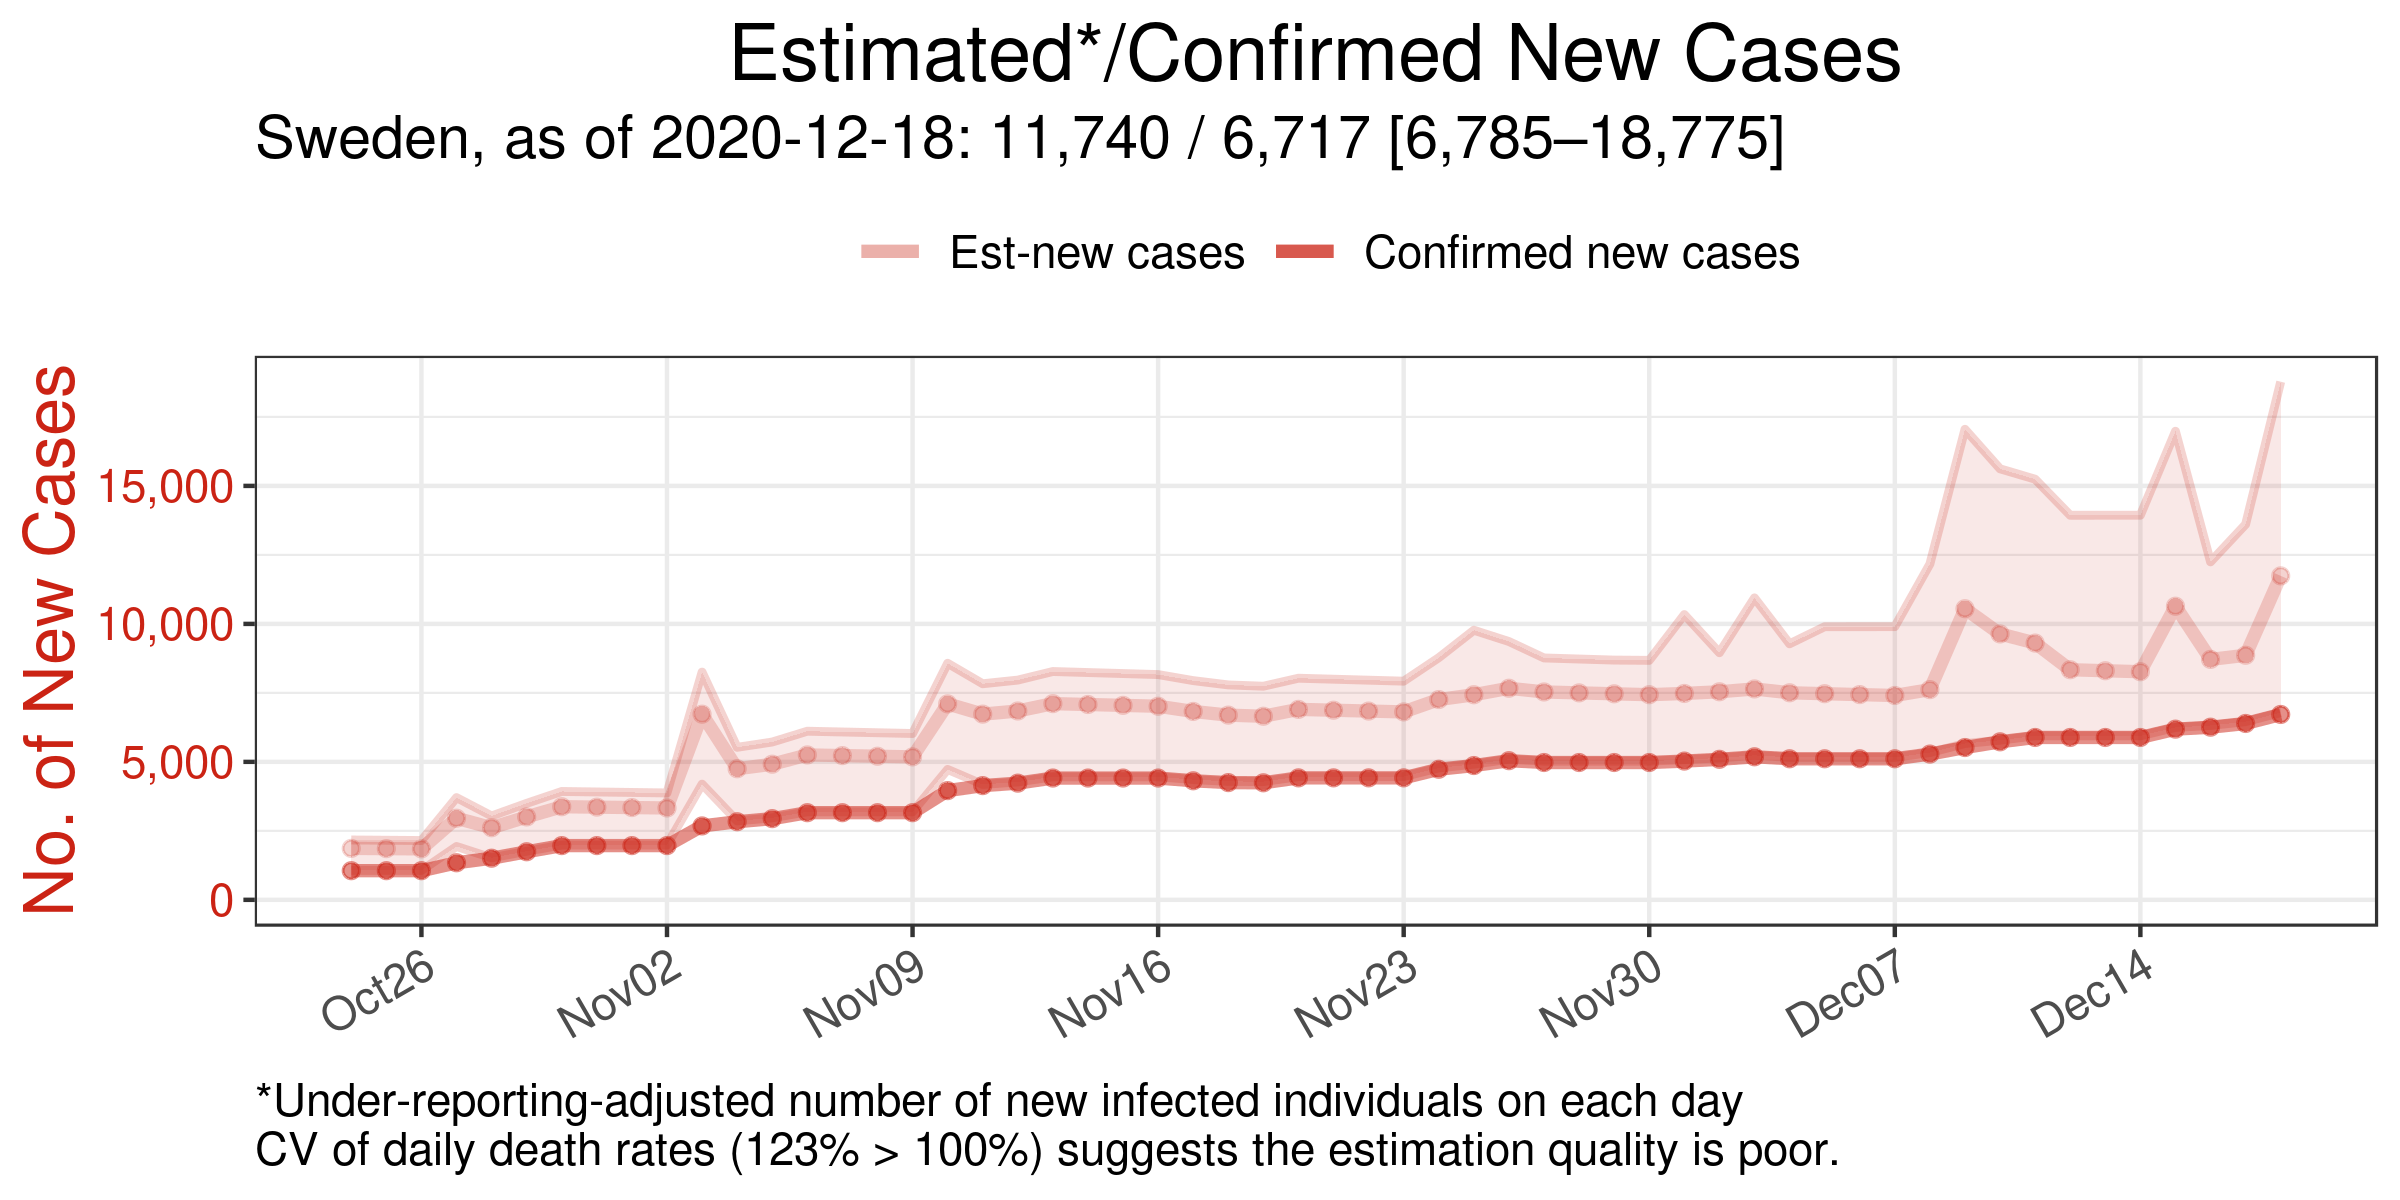 Estimated*/Confirmed New Cases
Sweden, as of 2020-12-18: 11,740 / 6,717 [6,785–18,775]
Est-new cases
Confirmed new cases
No. of New Cases
15,000
10,000
5,000
0
Oct26
Nov02
Nov09
Nov16
Nov23
Nov30
Dec07
Dec14
*Under-reporting-adjusted number of new infected individuals on each day
CV of daily death rates (123% > 100%) suggests the estimation quality is poor.